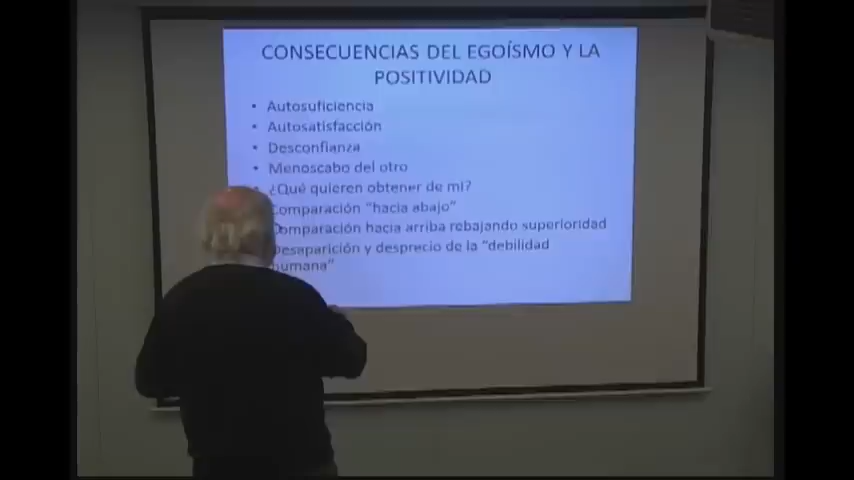 CONSECUENCIAS DEL EGOÍSMO Y LA
POSITIVIDAD
• Autosuficiencia
• Autosatisfacción
• Desconfianza
• Menoscabo del otro
• ¿Qué quieren obtener de mi?
Comparación "hacia abajo"
Comparación hacia arriba rebajando superioridad
Desaparición y desprecio de la "debilidad
humana"